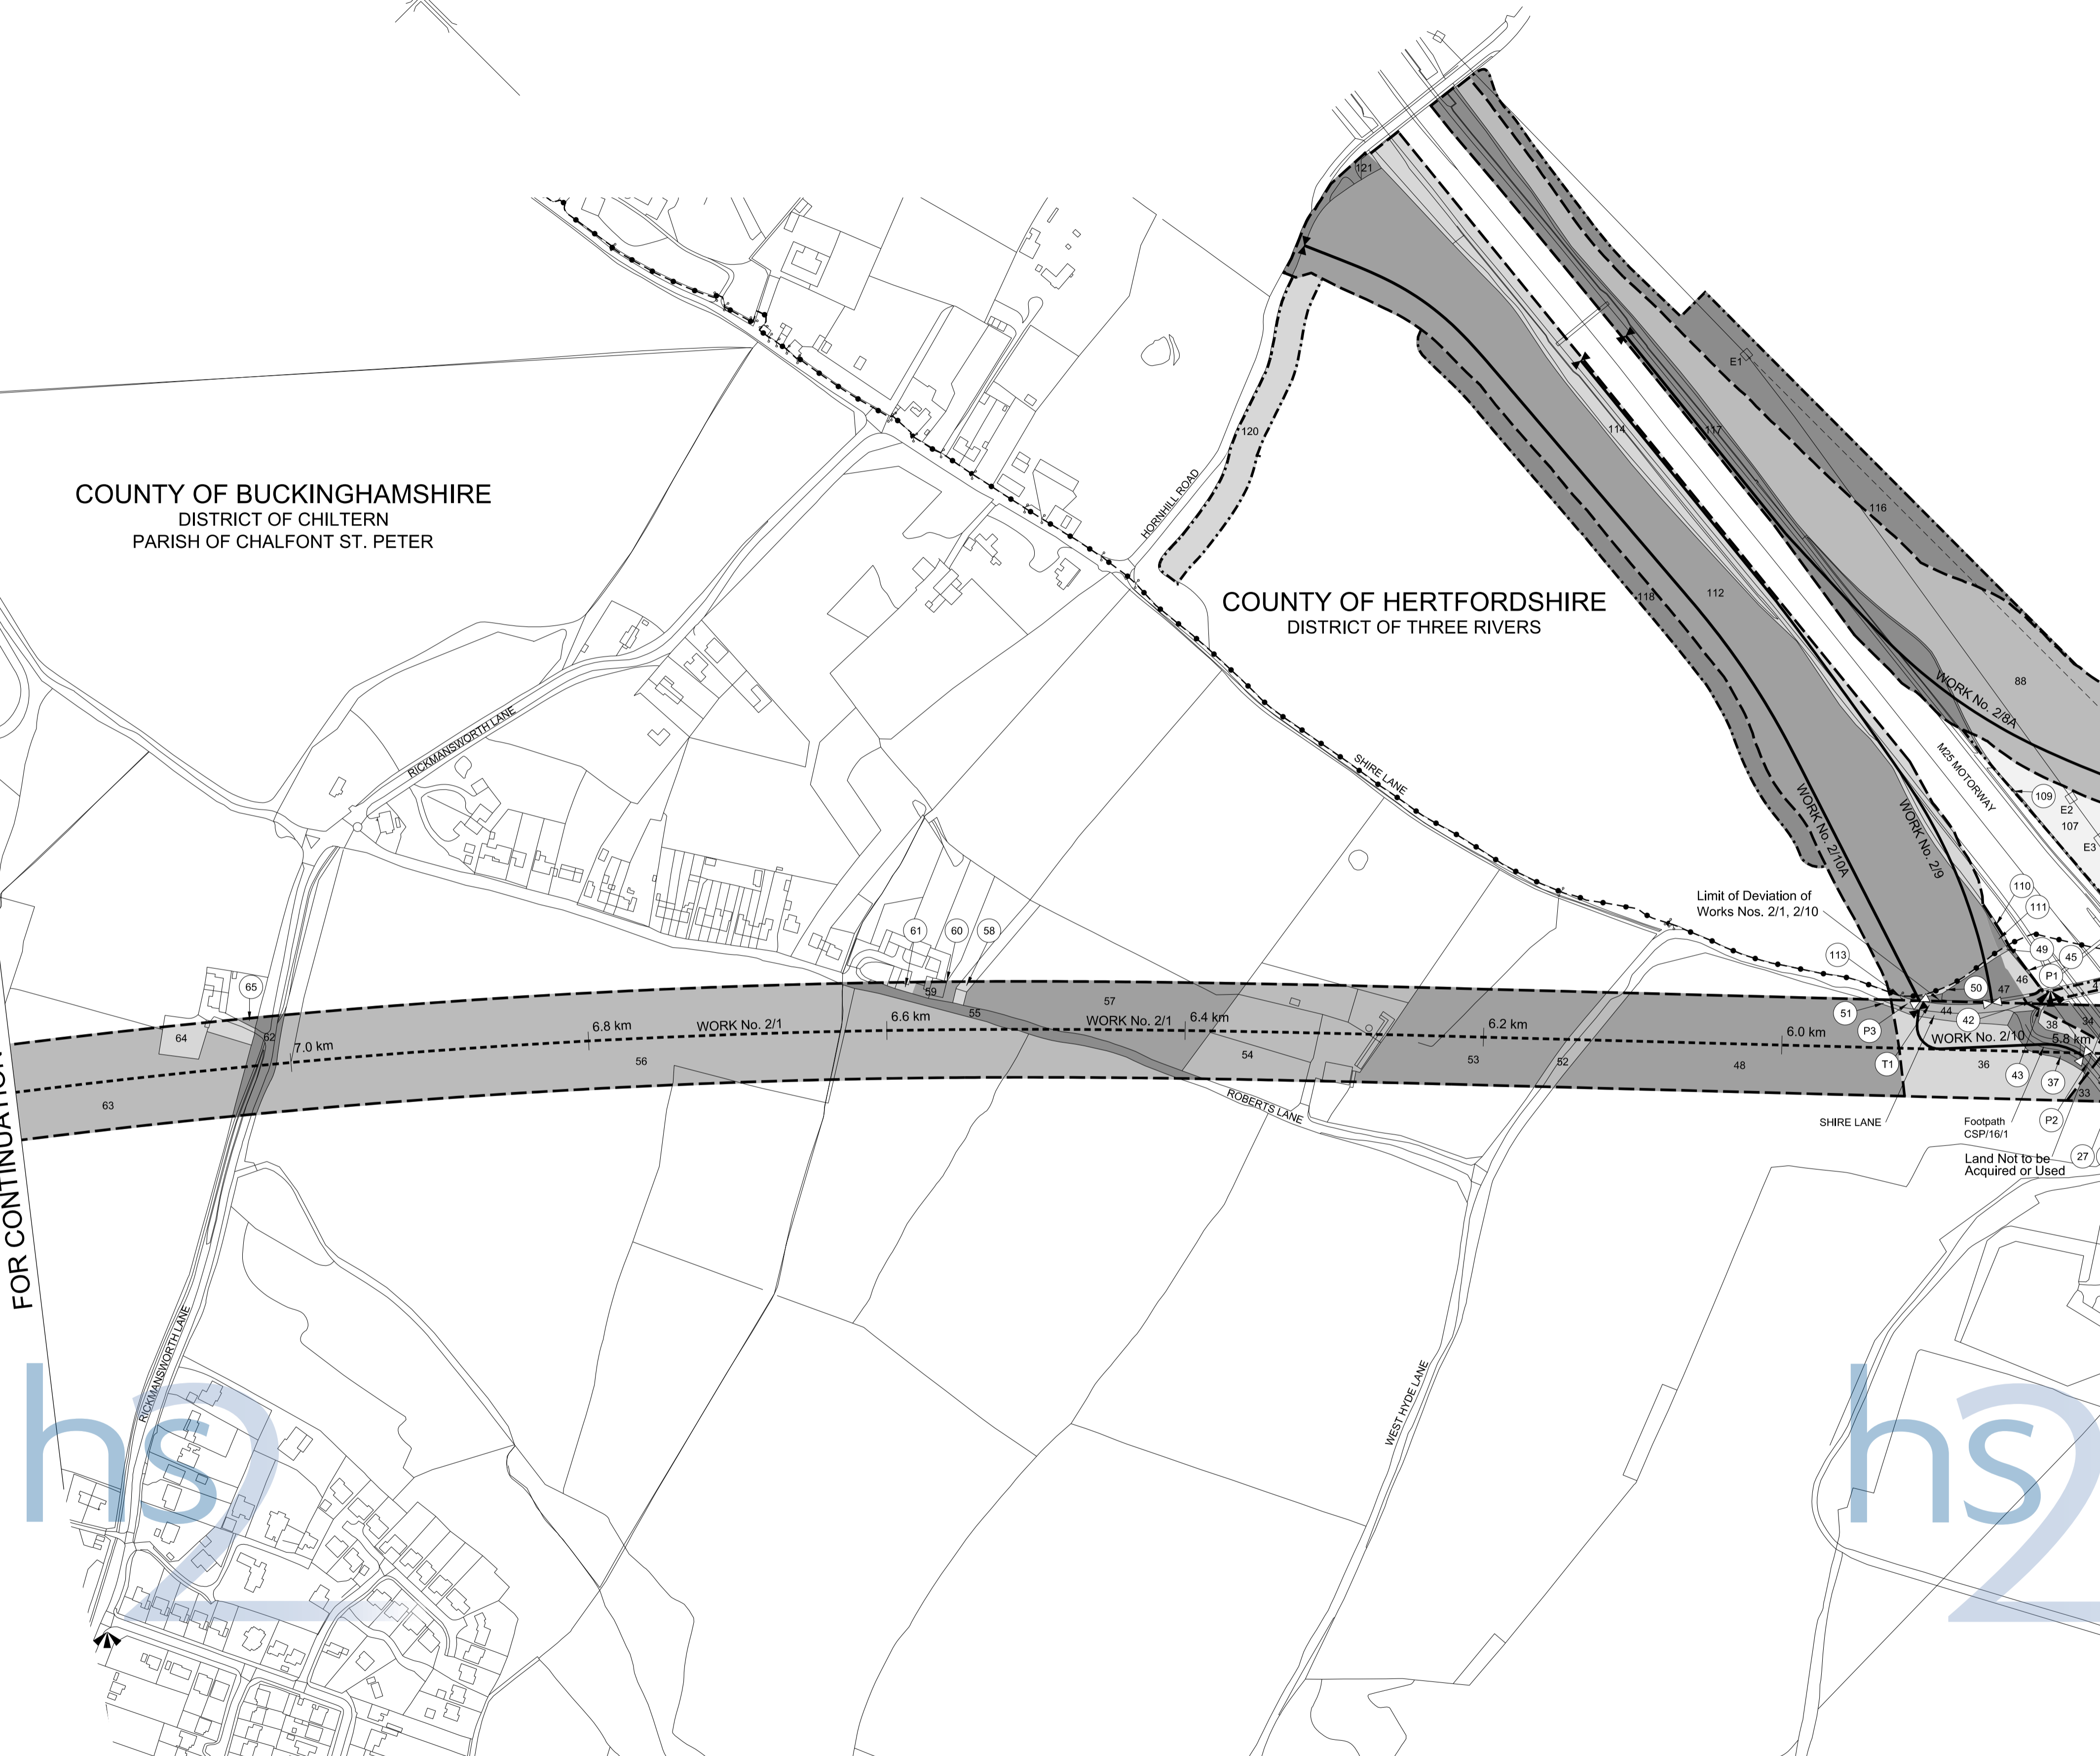 COUNTY OF BUCKINGHAMSHIRE
DISTRICT OF CHILTERN
PARISH OF CHALFONT ST. PETER
COUNTY OF HERTFORDSHIRE
DISTRICT OF THREE RIVERS
121
E1
114
117
120
HORNHILL ROAD
116
118
112
88
WORK No. 2/8A
SHIRE LANE
M25 MOTORWAY
RICKMANSWORTH LANE
109
E2
107
E3
WORK No. 2/10A
WORK No. 2/9
110
Limit of Deviation of
Works Nos. 2/1, 2/10
111
61
60
58
113
49
45
P1
46
65
59
57
50
47
51
44
55
42
P3
38
34
64
62
7.0 km
6.8 km
WORK No. 2/1
6.6 km
WORK No. 2/1
6.4 km
6.2 km
6.0 km
WORK No. 2/10
5.8 km
56
54
53
52
48
T1
36
43
37
33
63
ROBERTS LANE
SHIRE LANE
Footpath
CSP/16/1
P2
Land Not to be
Acquired or Used
27
FOR CONTINUATION
RICKMANSWORTH LANE
WEST HYDE LANE
hs2
hs2